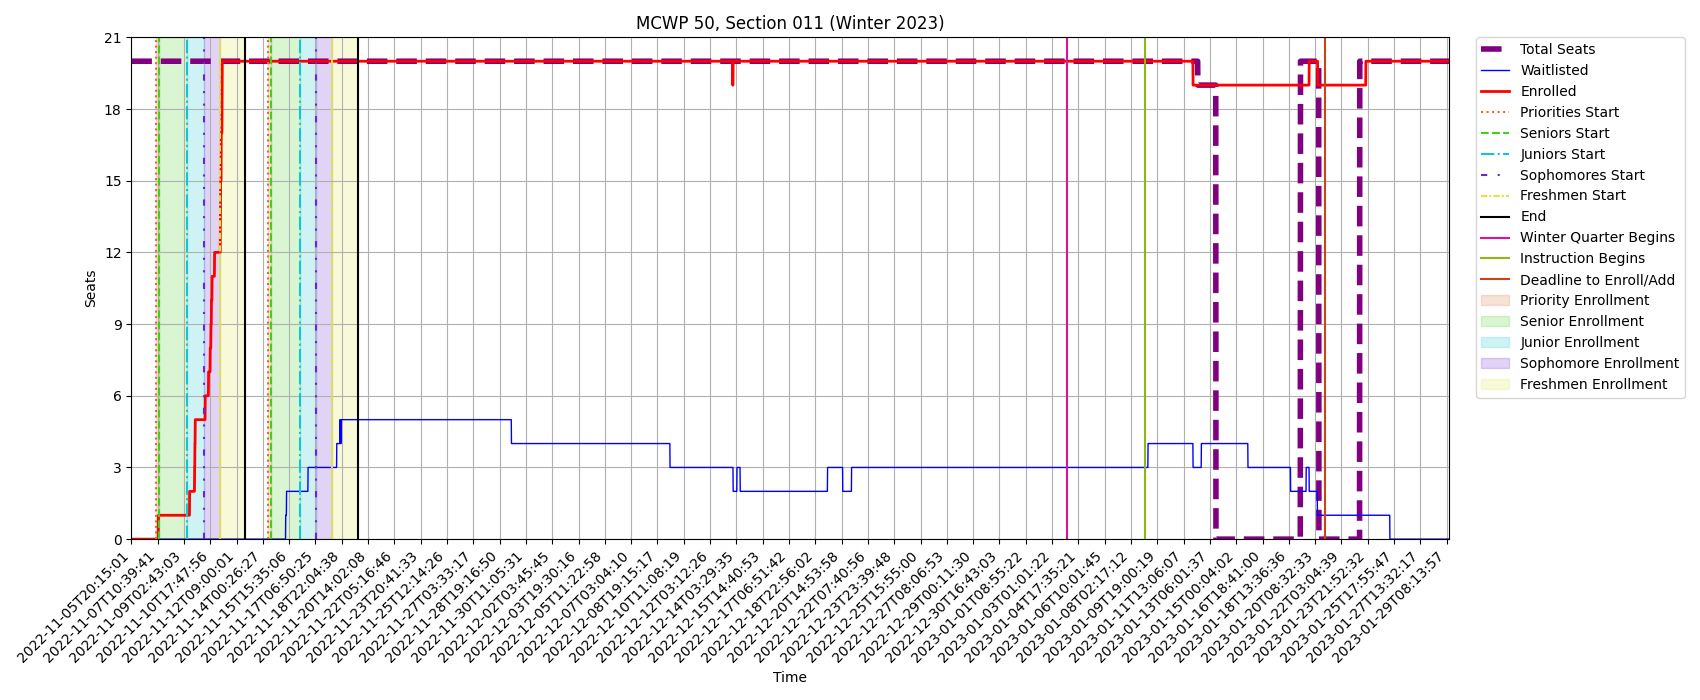 MCWP 50, Section 011 (Winter 2023)
21
18
15
12
9
6
3
0
Seats
2022-11-05T20:15:01
2022-11-07T10:39:41
2022-11-09T02:43:03
2022-11-10T17:47:56
2022-11-12T09:00:01
2022-11-14T00:26:27
2022-11-15T15:35:06
2022-11-17T06:50:25
2022-11-18T22:04:38
2022-11-20T14:02:08
2022-11-22T05:16:46
2022-11-23T20:41:33
2022-11-25T12:14:26
2022-11-27T03:33:17
2022-11-28T19:16:50
2022-11-30T11:05:31
2022-12-02T03:45:45
2022-12-03T19:30:16
2022-12-05T11:22:58
2022-12-07T03:04:10
2022-12-08T19:15:17
2022-12-10T11:08:19
2022-12-12T03:12:26
2022-12-14T03:29:35
2022-12-15T14:40:53
2022-12-17T06:51:42
2022-12-18T22:56:02
2022-12-20T14:53:58
2022-12-22T07:40:56
2022-12-23T23:39:48
2022-12-25T15:55:00
2022-12-27T08:06:53
2022-12-29T00:11:30
2022-12-30T16:43:03
2023-01-01T08:55:22
2023-01-03T01:01:22
2023-01-04T17:35:21
2023-01-06T10:01:45
2023-01-08T02:17:12
2023-01-09T19:00:19
2023-01-11T13:06:07
2023-01-13T06:01:37
2023-01-15T00:04:02
2023-01-16T18:41:00
2023-01-18T13:36:36
2023-01-20T08:32:33
2023-01-22T03:04:39
2023-01-23T21:52:32
2023-01-25T17:55:47
2023-01-27T13:32:17
2023-01-29T08:13:57
Time
Total Seats
Waitlisted
Enrolled
Priorities Start
Seniors Start
Juniors Start
Sophomores Start
Freshmen Start
End
Winter Quarter Begins
Instruction Begins
Deadline to Enroll/Add
Priority Enrollment
Senior Enrollment
Junior Enrollment
Sophomore Enrollment
Freshmen Enrollment